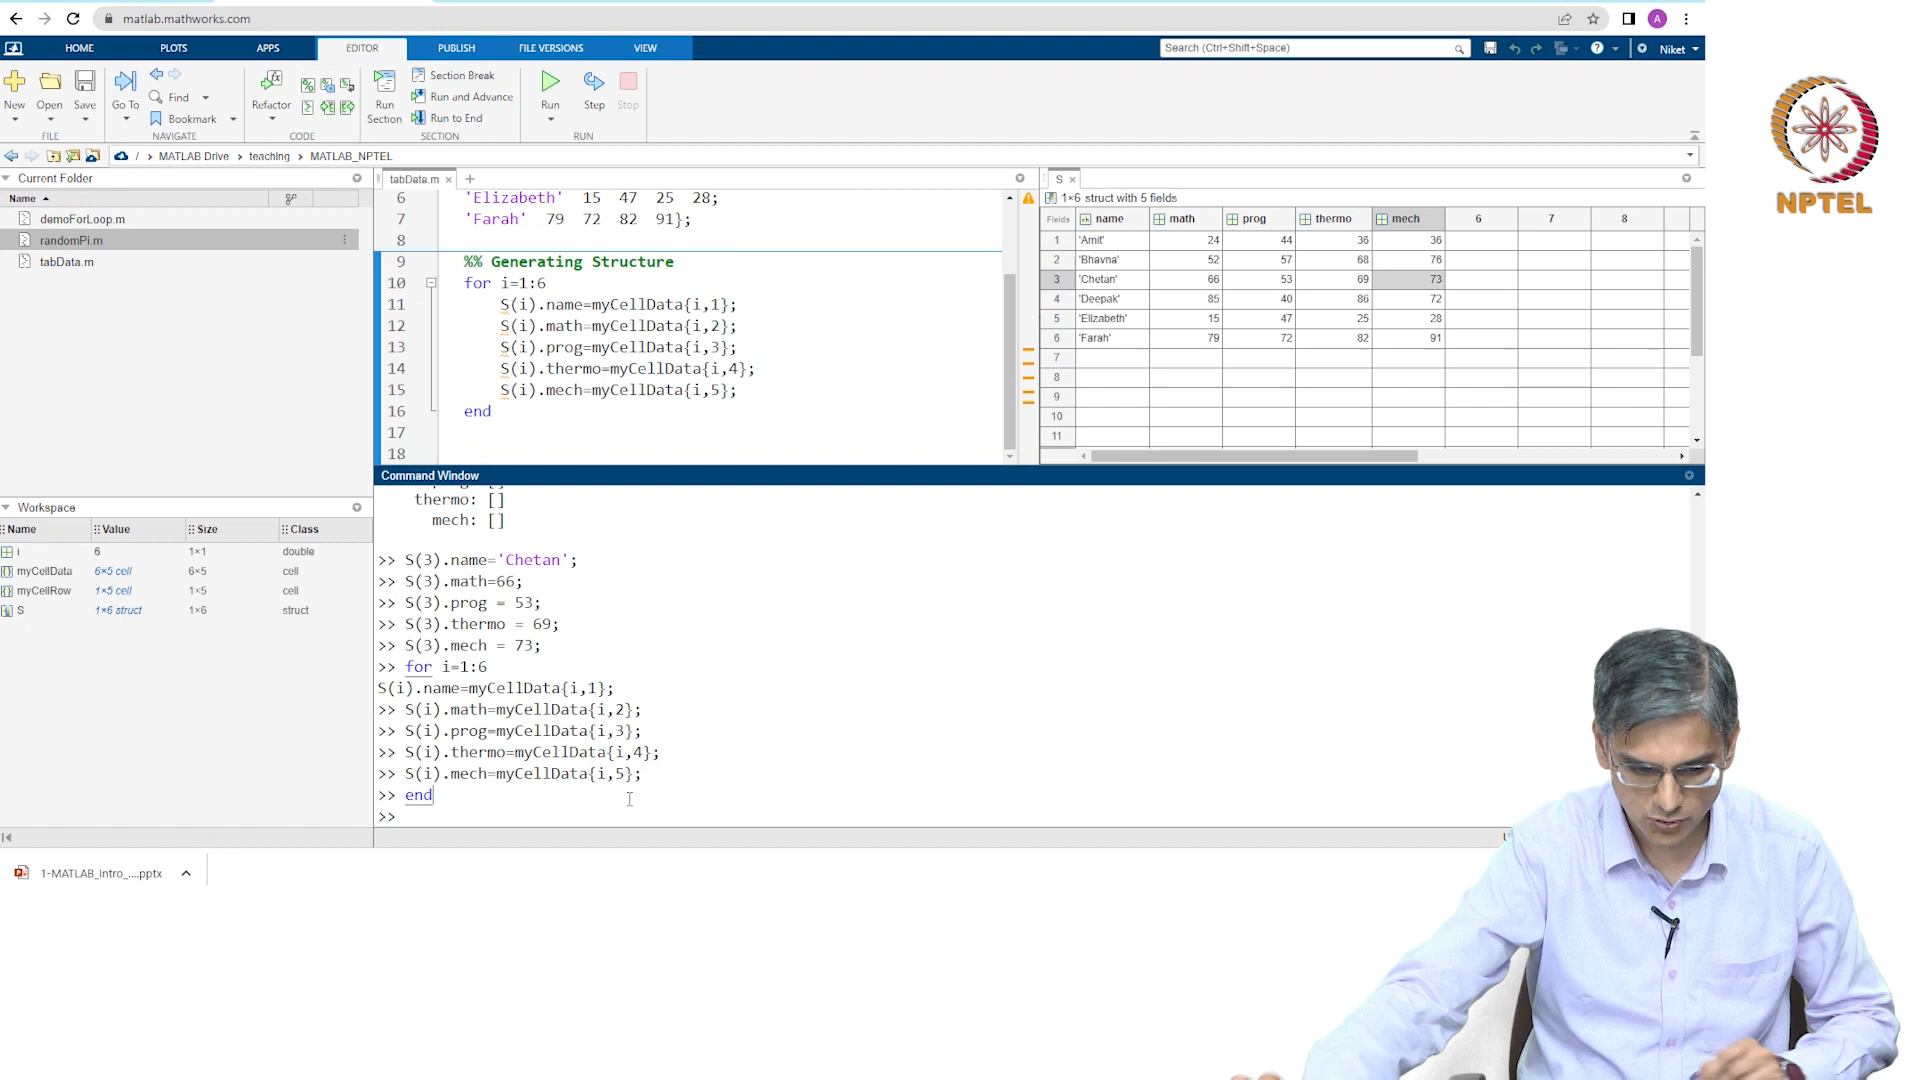 matlab.mathworks.com
A
HOME PLOTS APPS EDITOR PUBLISH FILE VERSIONS VIEW
Search (Ctrl+Shift+Space)
Niket
New Open Save
FILE
Go To Find Bookmark
NAVIGATE
Refactor
CODE
Run Section
Section Break
Run and Advance
Run to End
SECTION
Run Step Stop
RUN
/ MATLAB Drive teaching MATLAB_NPTEL
Current Folder
Name
demoForLoop.m
randomPi.m
tabData.m
Workspace
Name Value Size Class
i 6 1×1 double
myCellData 6×5 cell 6×5 cell
myCellRow 1×5 cell 1×5 cell
S 1×6 struct 1×6 struct
1-MATLAB_Intro_....pptx
tabData.m
6 'Elizabeth' 15 47 25 28;
7 'Farah' 79 72 82 91};
8
9 %% Generating Structure
10 for i=1:6
11 S(i).name=myCellData{i,1};
12 S(i).math=myCellData{i,2};
13 S(i).prog=myCellData{i,3};
14 S(i).thermo=myCellData{i,4};
15 S(i).mech=myCellData{i,5};
16 end
17
18
S
1×6 struct with 5 fields
Fields name math prog thermo mech 6 7 8
1 'Amit' 24 44 36 36
2 'Bhavna' 52 57 68 76
3 'Chetan' 66 53 69 73
4 'Deepak' 85 40 86 72
5 'Elizabeth' 15 47 25 28
6 'Farah' 79 72 82 91
7
8
9
10
11
Command Window
thermo: []
mech: []
>> S(3).name='Chetan';
>> S(3).math=66;
>> S(3).prog = 53;
>> S(3).thermo = 69;
>> S(3).mech = 73;
>> for i=1:6
S(i).name=myCellData{i,1};
>> S(i).math=myCellData{i,2};
>> S(i).prog=myCellData{i,3};
>> S(i).thermo=myCellData{i,4};
>> S(i).mech=myCellData{i,5};
>> end
>>
NPTEL